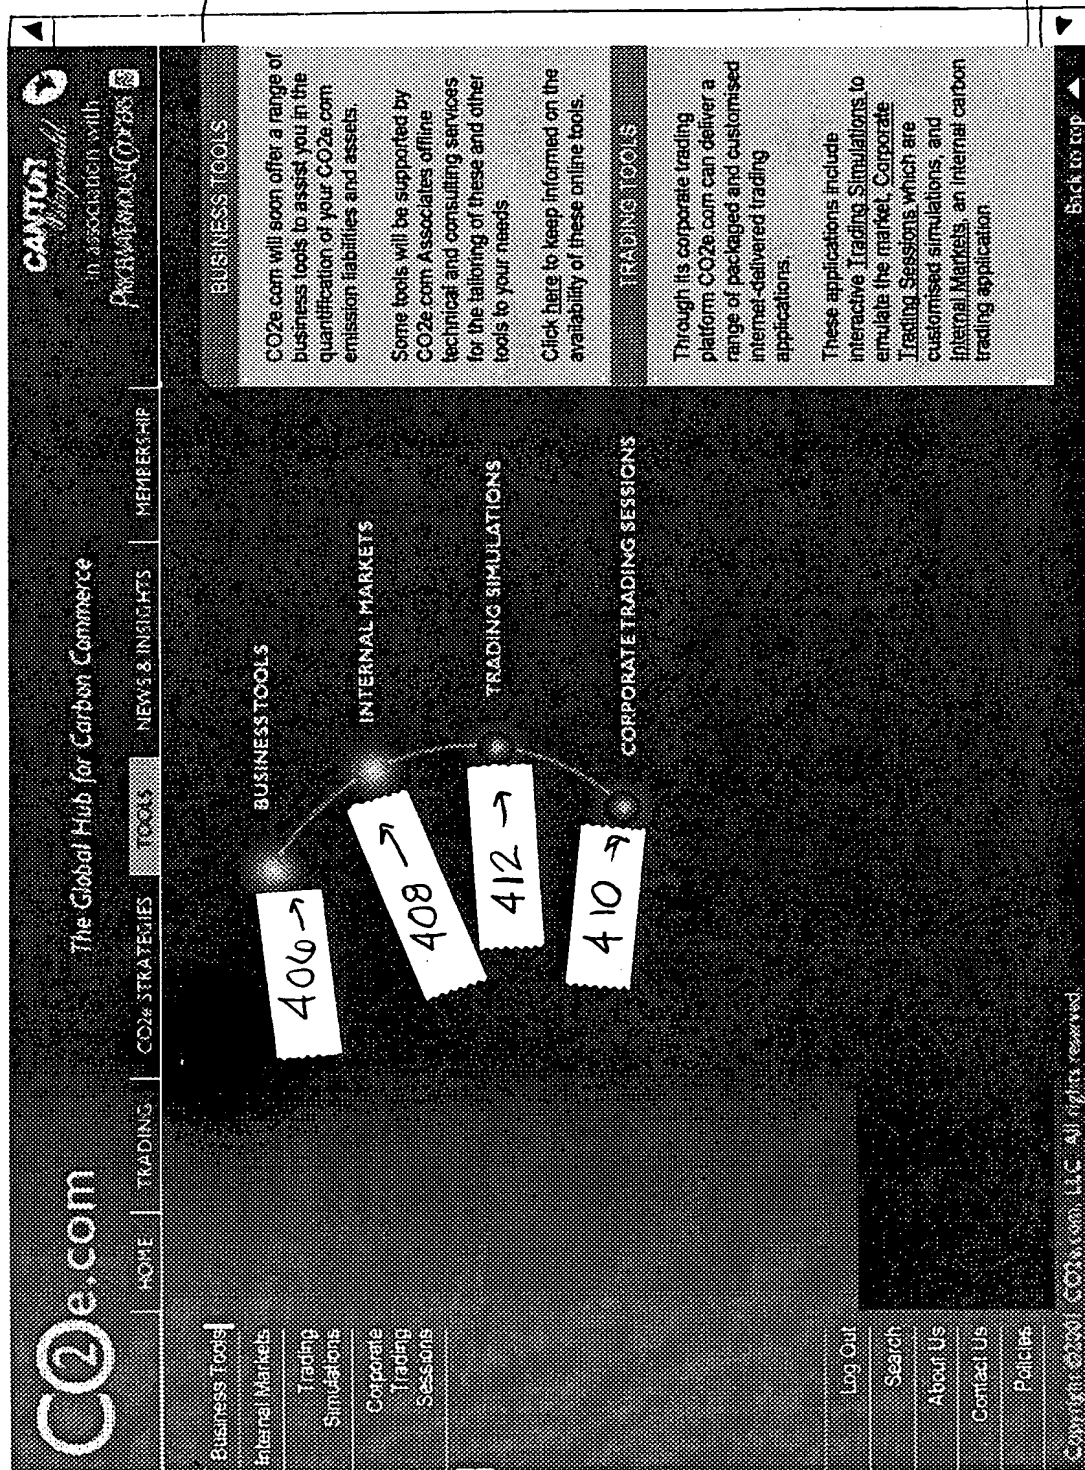 CO2e.com
The Global Hub for Carbon Commerce
CANTOR
Fitzgerald
in association with
PricewaterhouseCoopers
HOME
TRADING
CO2e STRATEGIES
TOOLS
NEWS & INSIGHTS
MEMBERSHIP
Business Tools
Internal Markets
Trading
Simulations
Corporate
Trading
Sessions
Log Out
Search
About Us
Contact Us
Policies
406 →
BUSINESS TOOLS
408 →
INTERNAL MARKETS
412 →
TRADING SIMULATIONS
410 →
CORPORATE TRADING SESSIONS
BUSINESS TOOLS
CO2e.com will soon offer a range of
business tools to assist you in the
quantification of your CO2e.com
emission liabilities and assets.
Some tools will be supported by
CO2e.com Associates offline
technical and consulting services
for the tailoring of these and other
tools to your needs
Click here to keep informed on the
availability of these online tools.
TRADING TOOLS
Through its corporate trading
platform CO2e.com can deliver a
range of packaged and customised
internet-delivered trading
applications.
These applications include
interactive Trading Simulations to
emulate the market, Corporate
Trading Sessions which are
customised simulations, and
Internal Markets, an internal carbon
trading application
Copyright ©2001 CO2e.com, LLC. All rights reserved.
Back to top